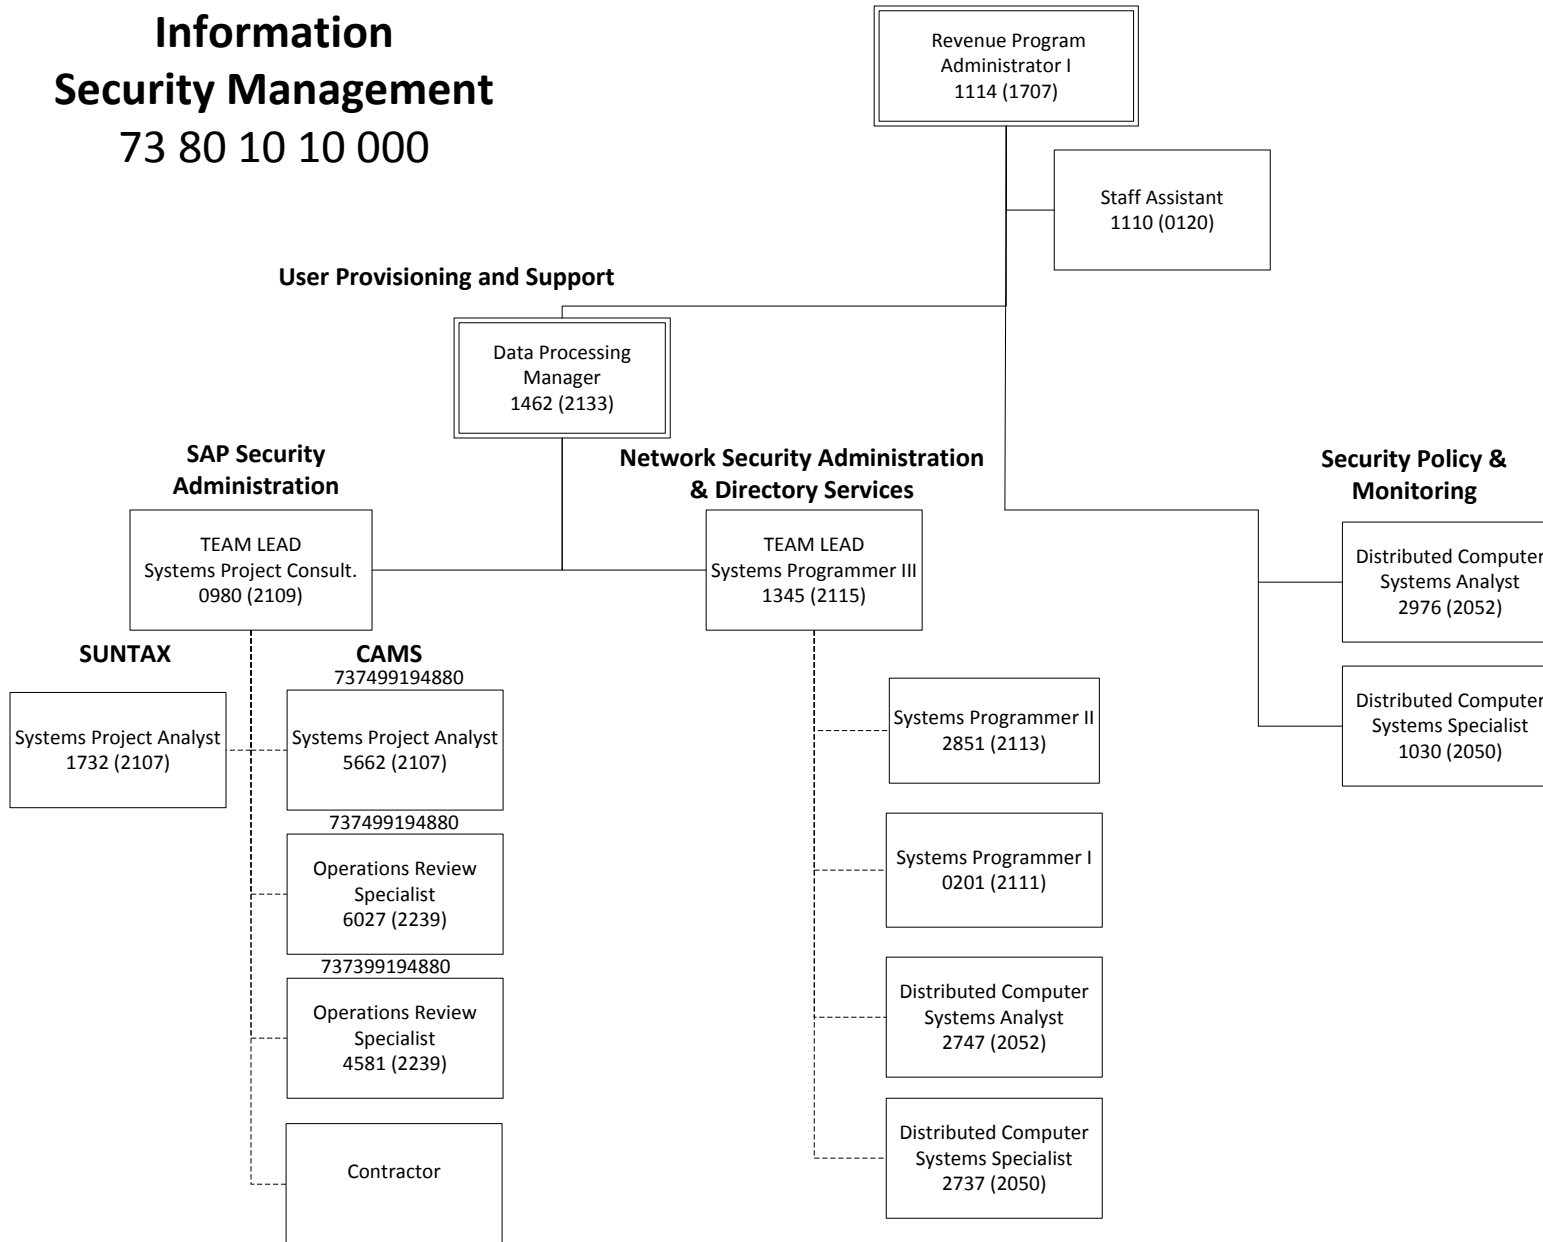 Information
Security Management
73 80 10 10 000
Revenue Program
Administrator I
1114 (1707)
Staff Assistant
1110 (0120)
User Provisioning and Support
Data Processing
Manager
1462 (2133)
SAP Security
Administration
TEAM LEAD
Systems Project Consult.
0980 (2109)
Network Security Administration
& Directory Services
TEAM LEAD
Systems Programmer III
1345 (2115)
Security Policy &
Monitoring
Distributed Computer
Systems Analyst
2976 (2052)
Distributed Computer
Systems Specialist
1030 (2050)
SUNTAX
Systems Project Analyst
1732 (2107)
CAMS
737499194880
Systems Project Analyst
5662 (2107)
737499194880
Operations Review
Specialist
6027 (2239)
737399194880
Operations Review
Specialist
4581 (2239)
Contractor
Systems Programmer II
2851 (2113)
Systems Programmer I
0201 (2111)
Distributed Computer
Systems Analyst
2747 (2052)
Distributed Computer
Systems Specialist
2737 (2050)